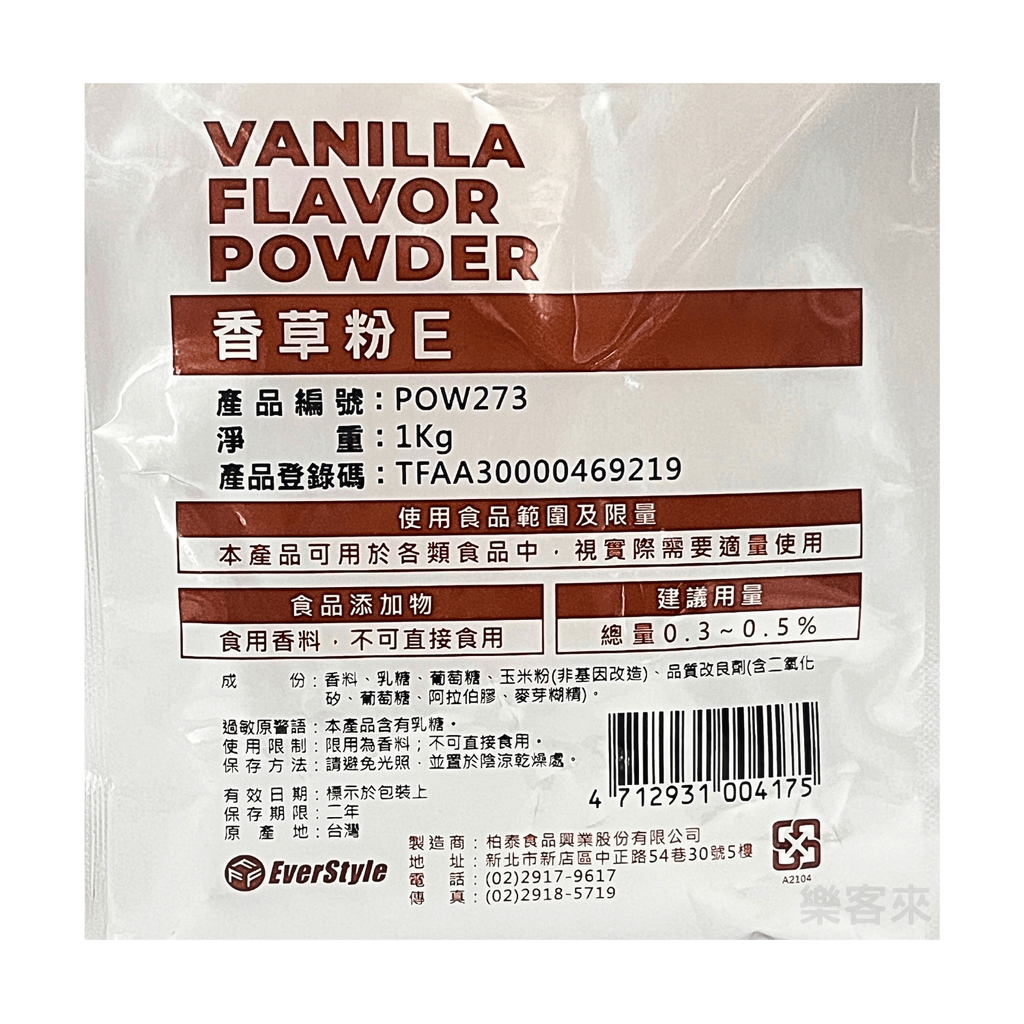 VANILLA
FLAVOR
POWDER
香草粉E
產品編號：POW273
淨重：1Kg
產品登錄碼：TFAA30000469219
使用食品範圍及限量
本產品可用於各類食品中，視實際需要適量使用
食品添加物
食用香料，不可直接食用
建議用量
總量0.3~0.5%
成份：香料、乳糖、葡萄糖、玉米粉(非基因改造)、品質改良劑(含二氧化
矽、葡萄糖、阿拉伯膠、麥芽糊精)。
過敏原警語：本產品含有乳糖。
使用限制：限用為香料；不可直接食用。
保存方法：請避免光照，並置於陰涼乾燥處。
有效日期：標示於包裝上
保存期限：二年
原產地：台灣
4 712931 004175
EverStyle
製造商：柏泰食品興業股份有限公司
地址：新北市新店區中正路54巷30號5樓
電話：(02)2917-9617
傳真：(02)2918-5719
A2104
樂客來